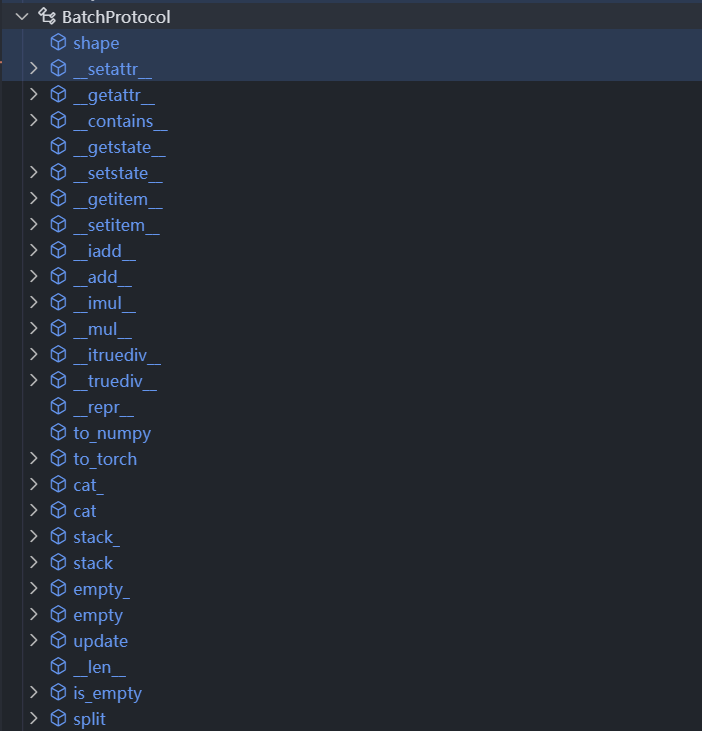 BatchProtocol
shape
__setattr__
__getattr__
__contains__
__getstate__
__setstate__
__getitem__
__setitem__
__iadd__
__add__
__imul__
__mul__
__itruediv__
__truediv__
__repr__
to_numpy
to_torch
cat_
cat
stack_
stack
empty_
empty
update
__len__
is_empty
split